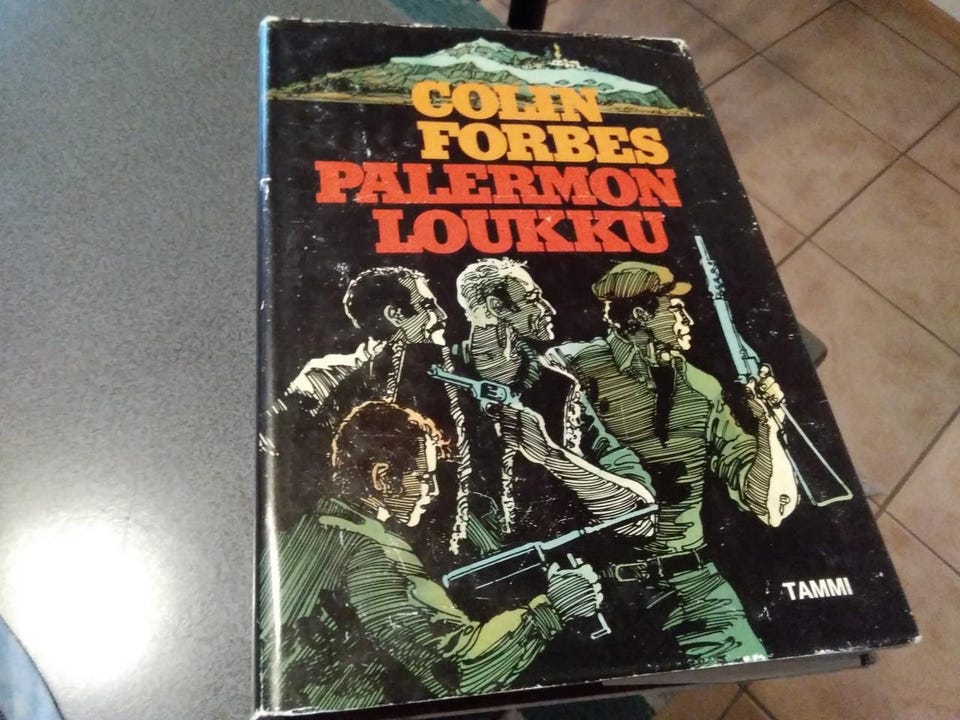 COLIN
FORBES
PALERMON
LOUKKU
TAMMI